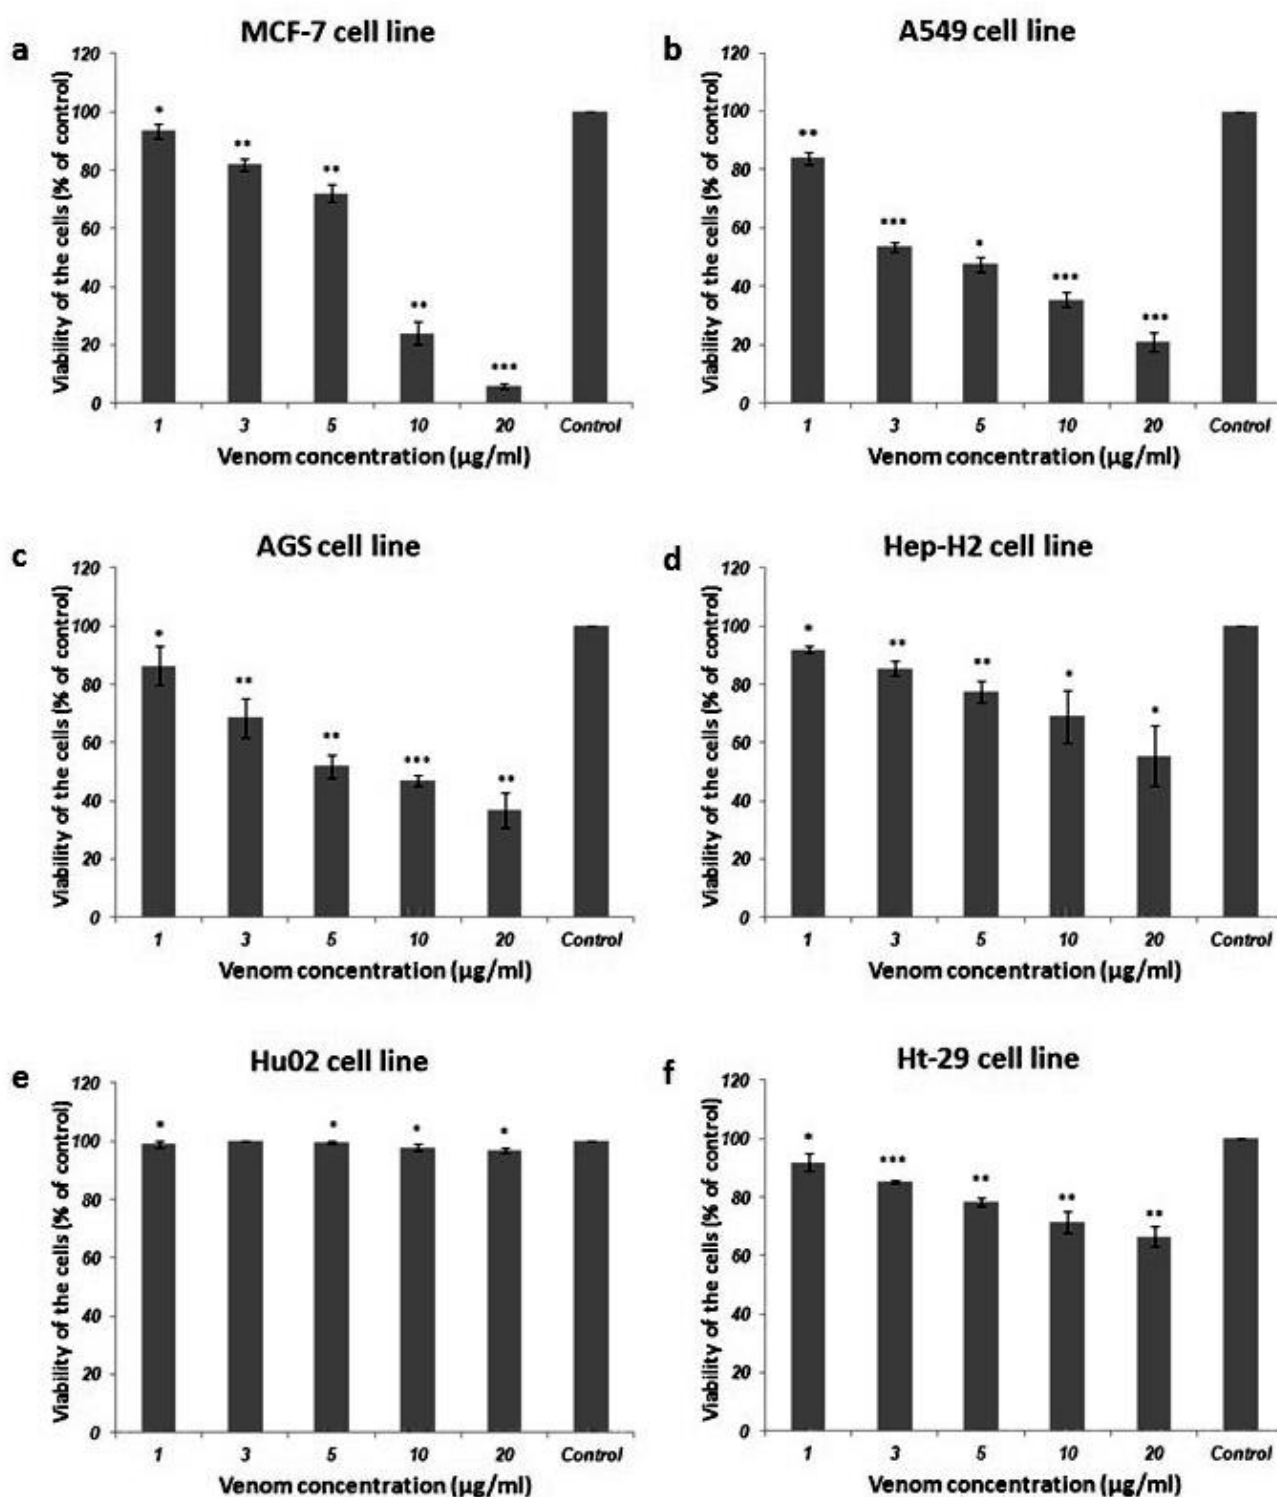 a
MCF-7 cell line
Viability of the cells (% of control)
120
100
80
60
40
20
0
*
**
**
**
***
1 3 5 10 20 Control
Venom concentration (µg/ml)
b
A549 cell line
Viability of the cells (% of control)
120
100
80
60
40
20
0
**
***
*
***
***
1 3 5 10 20 Control
Venom concentration (µg/ml)
c
AGS cell line
Viability of the cells (% of control)
120
100
80
60
40
20
0
*
**
**
***
**
1 3 5 10 20 Control
Venom concentration (µg/ml)
d
Hep-H2 cell line
Viability of the cells (% of control)
120
100
80
60
40
20
0
*
**
**
*
*
1 3 5 10 20 Control
Venom concentration (µg/ml)
e
Hu02 cell line
Viability of the cells (% of control)
120
100
80
60
40
20
0
*
*
*
*
1 3 5 10 20 Control
Venom concentration (µg/ml)
f
Ht-29 cell line
Viability of the cells (% of control)
120
100
80
60
40
20
0
*
***
**
**
**
1 3 5 10 20 Control
Venom concentration (µg/ml)